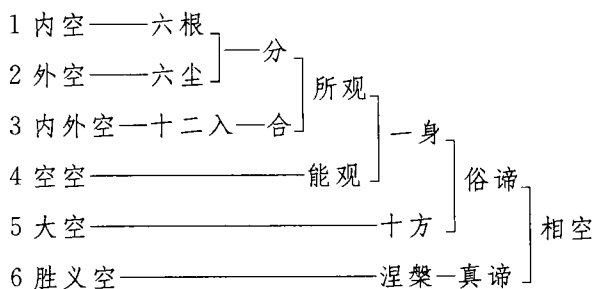 1 内空——六根
——分
2 外空——六尘
所观
3 内外空—十二入—合
一身
4 空空——能观
俗谛
5 大空——十方
相空
6 胜义空——涅槃—真谛